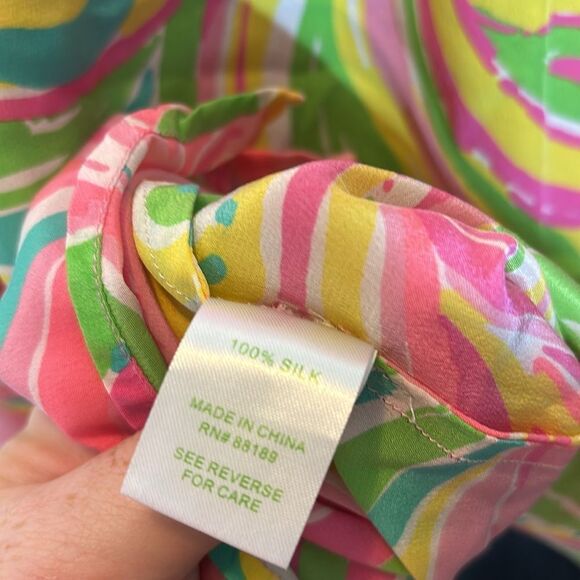 100% SILK
MADE IN CHINA
RN# 88189
SEE REVERSE
FOR CARE